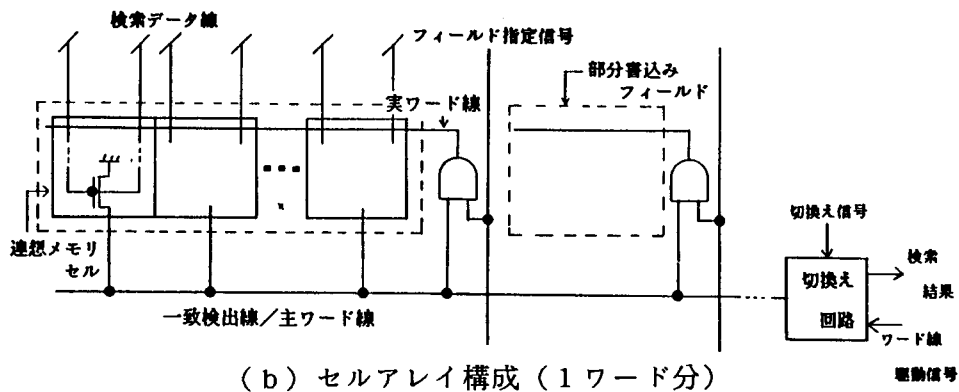 検索データ線
フィールド指定信号
部分書込み
フィールド
実ワード線
切換え信号
連想メモリ
セル
切換え
回路
検索
結果
一致検出線／主ワード線
ワード線
駆動信号
(b) セルアレイ構成 (1ワード分)